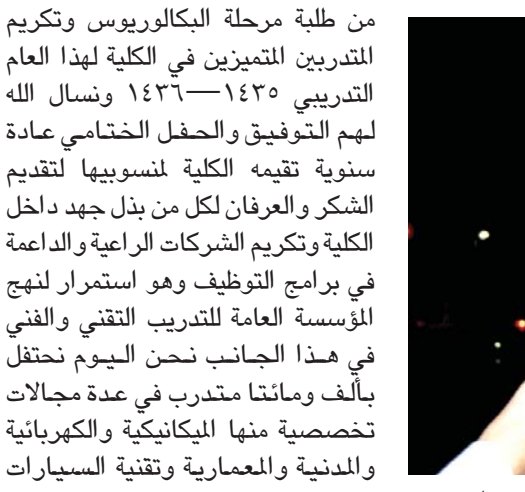 من طلبة مرحلة البكالوريوس وتكريم
المتدربين المتميزين في الكلية لهذا العام
التدريبي ١٤٣٥—١٤٣٦ ونسال الله
لهم التوفيق والحفل الختامي عادة
سنوية تقيمه الكلية لمنسوبيها لتقديم
الشكر والعرفان لكل من بذل جهد داخل
الكلية وتكريم الشركات الراعية والداعمة
في برامج التوظيف وهو استمرار لنهج
المؤسسة العامة للتدريب التقني والفني
في هذا الجانب نحن اليوم نحتفل
بألف ومائتا متدرب في عدة مجالات
تخصصية منها الميكانيكية والكهربائية
والمدنية والمعمارية وتقنية السيارات